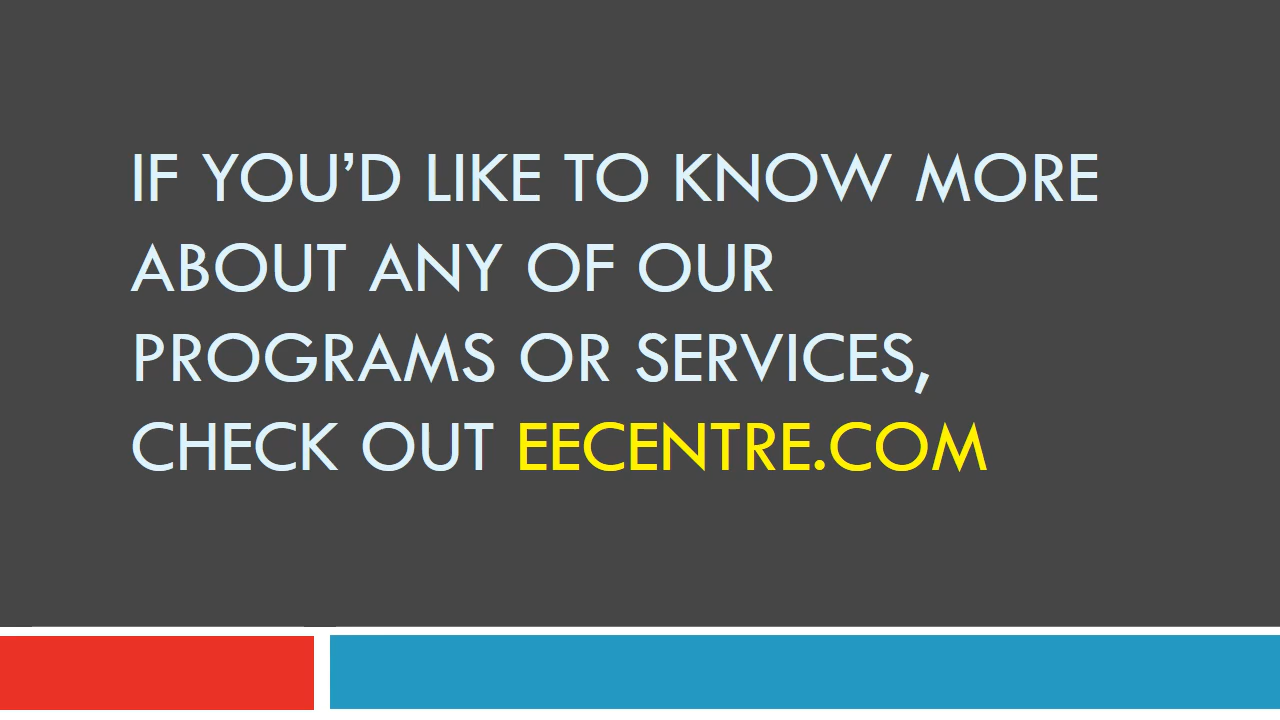 IF YOU’D LIKE TO KNOW MORE
ABOUT ANY OF OUR
PROGRAMS OR SERVICES,
CHECK OUT EECENTRE.COM